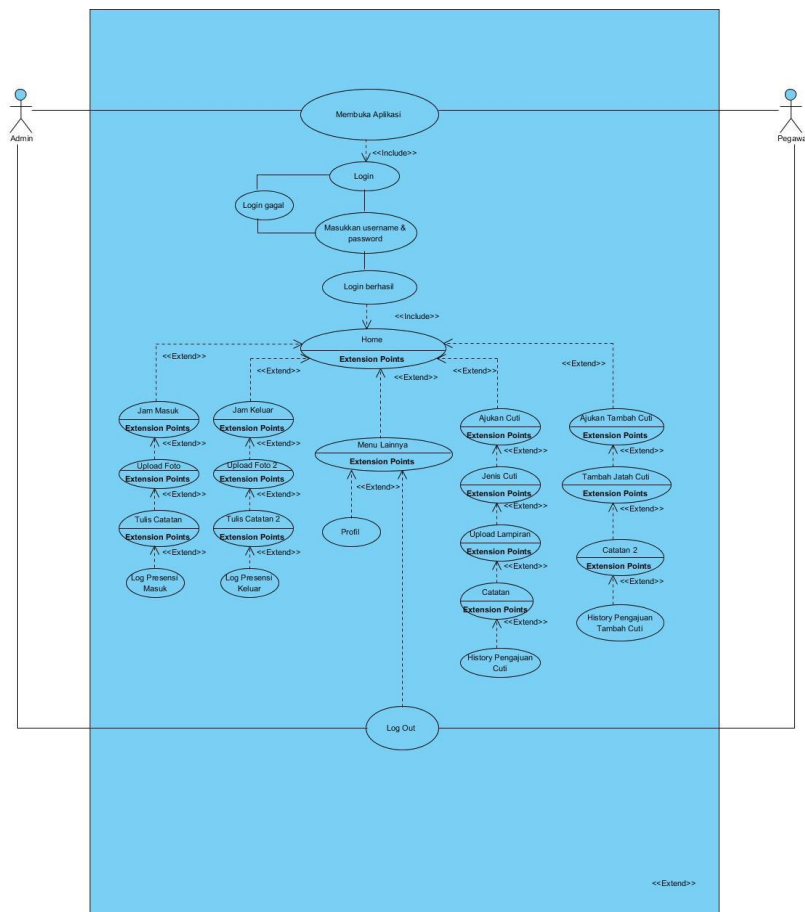 Membuka Aplikasi
Admin
Pegawa
<<Include>>
Login
Login gagal
Masukkan username &
password
Login berhasil
<<Include>>
Home
Extension Points
<<Extend>>
<<Extend>>
<<Extend>>
<<Extend>>
<<Extend>>
Jam Masuk
Extension Points
<<Extend>>
Upload Foto
Extension Points
<<Extend>>
Tulis Catatan
Extension Points
<<Extend>>
Log Presensi
Masuk
Jam Keluar
Extension Points
<<Extend>>
Upload Foto 2
Extension Points
<<Extend>>
Tulis Catatan 2
Extension Points
<<Extend>>
Log Presensi
Keluar
Menu Lainnya
Extension Points
<<Extend>>
Profil
Ajukan Cuti
Extension Points
<<Extend>>
Jenis Cuti
Extension Points
<<Extend>>
Upload Lampiran
Extension Points
<<Extend>>
Catatan
Extension Points
<<Extend>>
History Pengajuan
Cuti
Ajukan Tambah Cuti
Extension Points
<<Extend>>
Tambah Jatah Cuti
Extension Points
<<Extend>>
Catatan 2
Extension Points
<<Extend>>
History Pengajuan
Tambah Cuti
Log Out
<<Extend>>